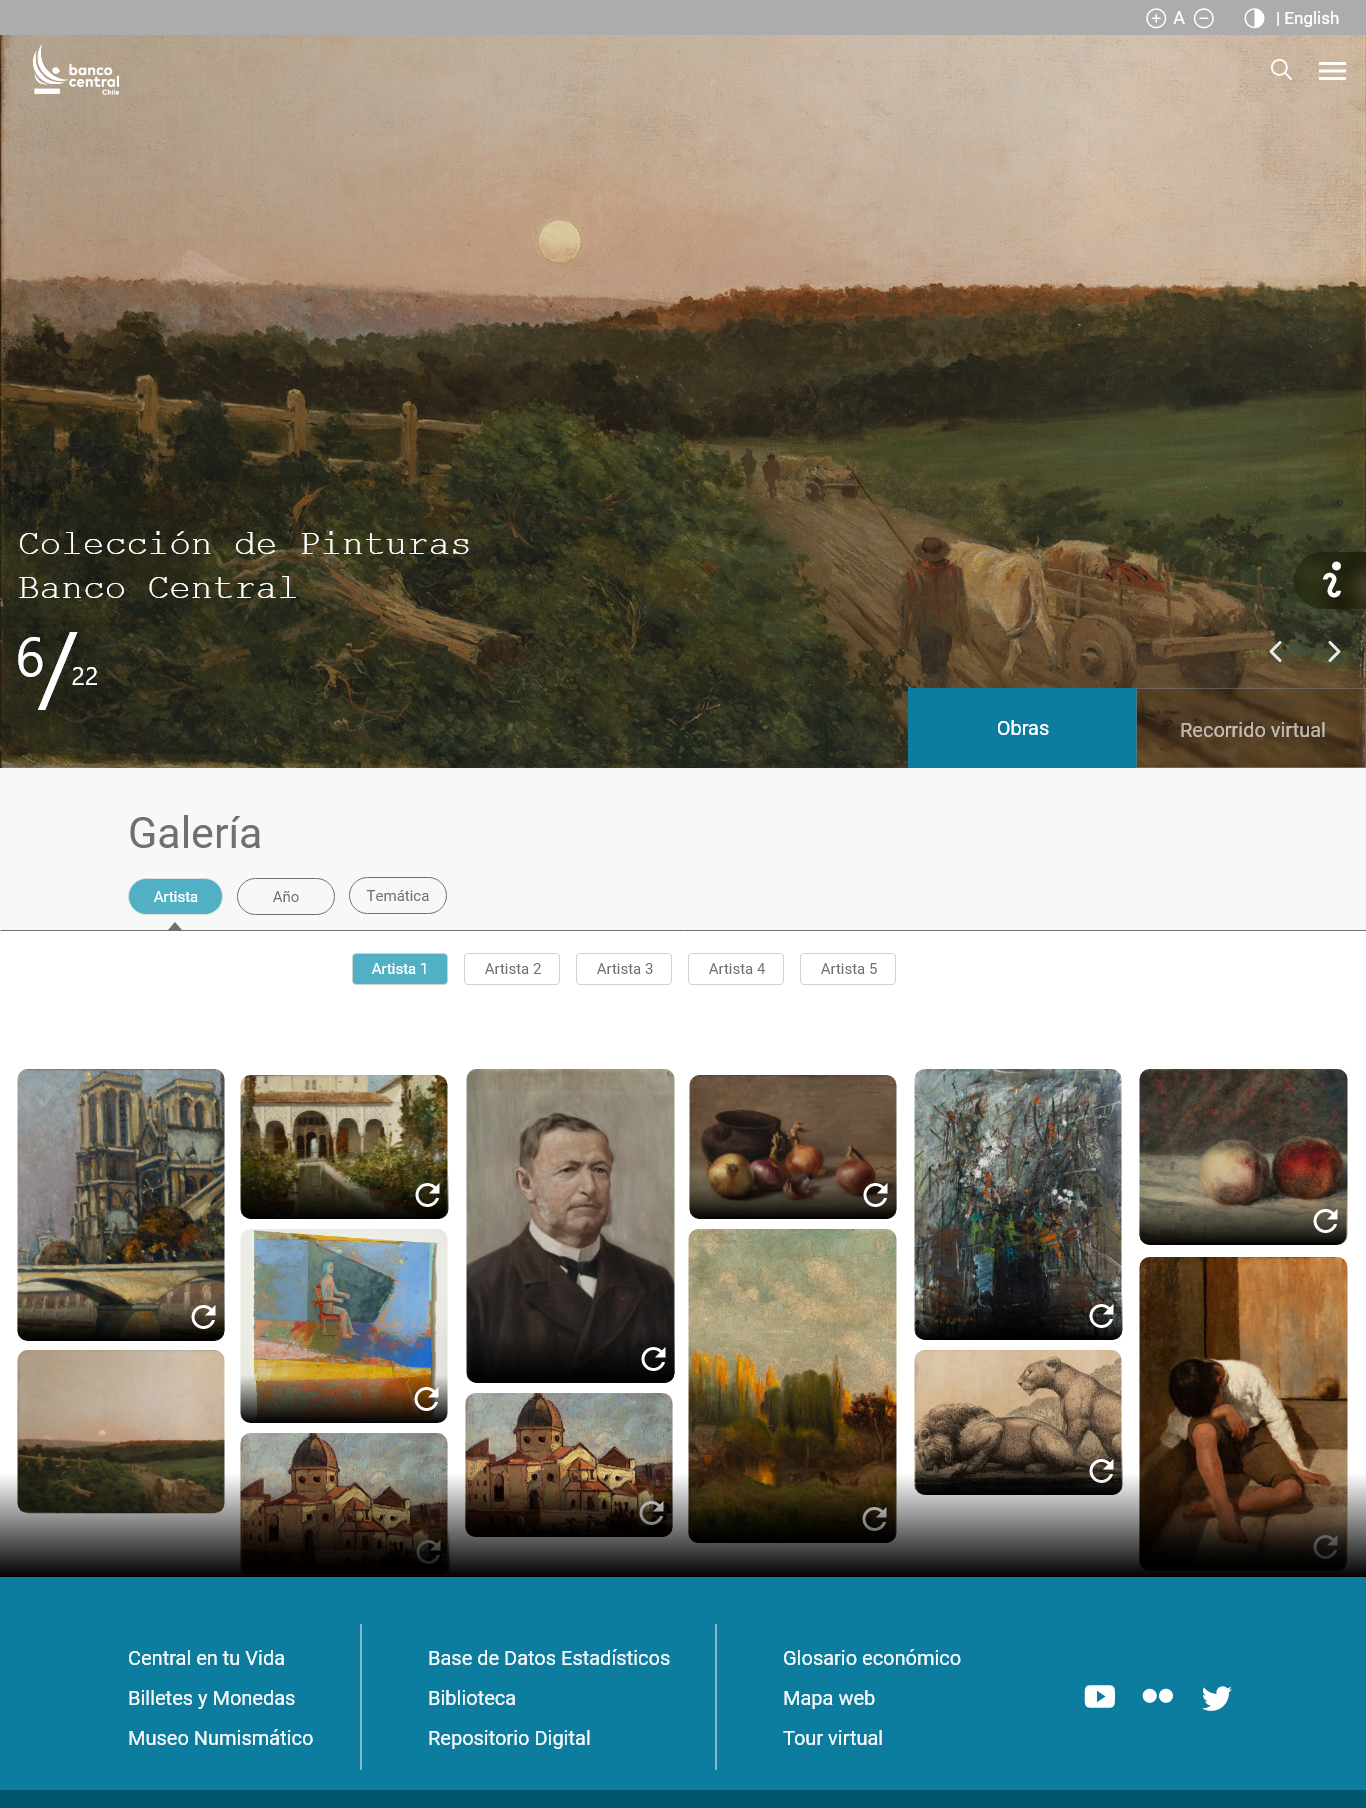 A
| English
banco
central
Chile
Colección de Pinturas
Banco Central
6/22
Obras
Recorrido virtual
Galería
Artista
Año
Temática
Artista 1
Artista 2
Artista 3
Artista 4
Artista 5
Central en tu Vida
Billetes y Monedas
Museo Numismático
Base de Datos Estadísticos
Biblioteca
Repositorio Digital
Glosario económico
Mapa web
Tour virtual